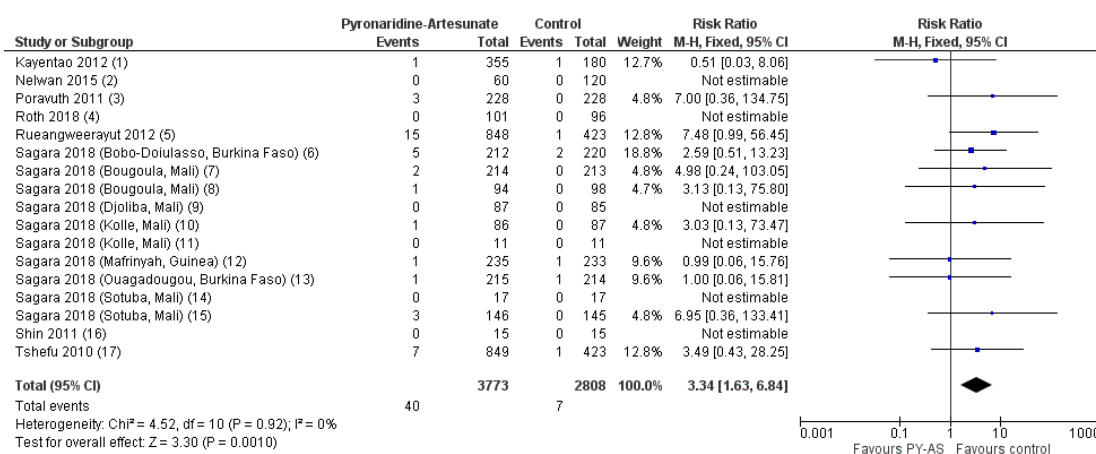 Pyronaridine-Artesunate Control Risk Ratio Risk Ratio
Study or Subgroup Events Total Events Total Weight M-H, Fixed, 95% CI M-H, Fixed, 95% CI
Kayentao 2012 (1) 1 355 1 180 12.7% 0.51 [0.03, 8.06]
Nelwan 2015 (2) 0 60 0 120 Not estimable
Poravuth 2011 (3) 3 228 0 228 4.8% 7.00 [0.36, 134.75]
Roth 2018 (4) 0 101 0 96 Not estimable
Rueangweerayut 2012 (5) 15 848 1 423 12.8% 7.48 [0.99, 56.45]
Sagara 2018 (Bobo-Doiulasso, Burkina Faso) (6) 5 212 2 220 18.8% 2.59 [0.51, 13.23]
Sagara 2018 (Bougoula, Mali) (7) 2 214 0 213 4.8% 4.98 [0.24, 103.05]
Sagara 2018 (Bougoula, Mali) (8) 1 94 0 98 4.7% 3.13 [0.13, 75.80]
Sagara 2018 (Djoliba, Mali) (9) 0 87 0 85 Not estimable
Sagara 2018 (Kolle, Mali) (10) 1 86 0 87 4.8% 3.03 [0.13, 73.47]
Sagara 2018 (Kolle, Mali) (11) 0 11 0 11 Not estimable
Sagara 2018 (Mafrinyah, Guinea) (12) 1 235 1 233 9.6% 0.99 [0.06, 15.76]
Sagara 2018 (Ouagadougou, Burkina Faso) (13) 1 215 1 214 9.6% 1.00 [0.06, 15.81]
Sagara 2018 (Sotuba, Mali) (14) 0 17 0 17 Not estimable
Sagara 2018 (Sotuba, Mali) (15) 3 146 0 145 4.8% 6.95 [0.36, 133.41]
Shin 2011 (16) 0 15 0 15 Not estimable
Tshefu 2010 (17) 7 849 1 423 12.8% 3.49 [0.43, 28.25]
Total (95% CI) 3773 2808 100.0% 3.34 [1.63, 6.84]
Total events 40 7
Heterogeneity: Chi² = 4.52, df = 10 (P = 0.92); I² = 0%
Test for overall effect: Z = 3.30 (P = 0.0010)
0.001 0.1 1 10 1000
Favours PY-AS Favours control